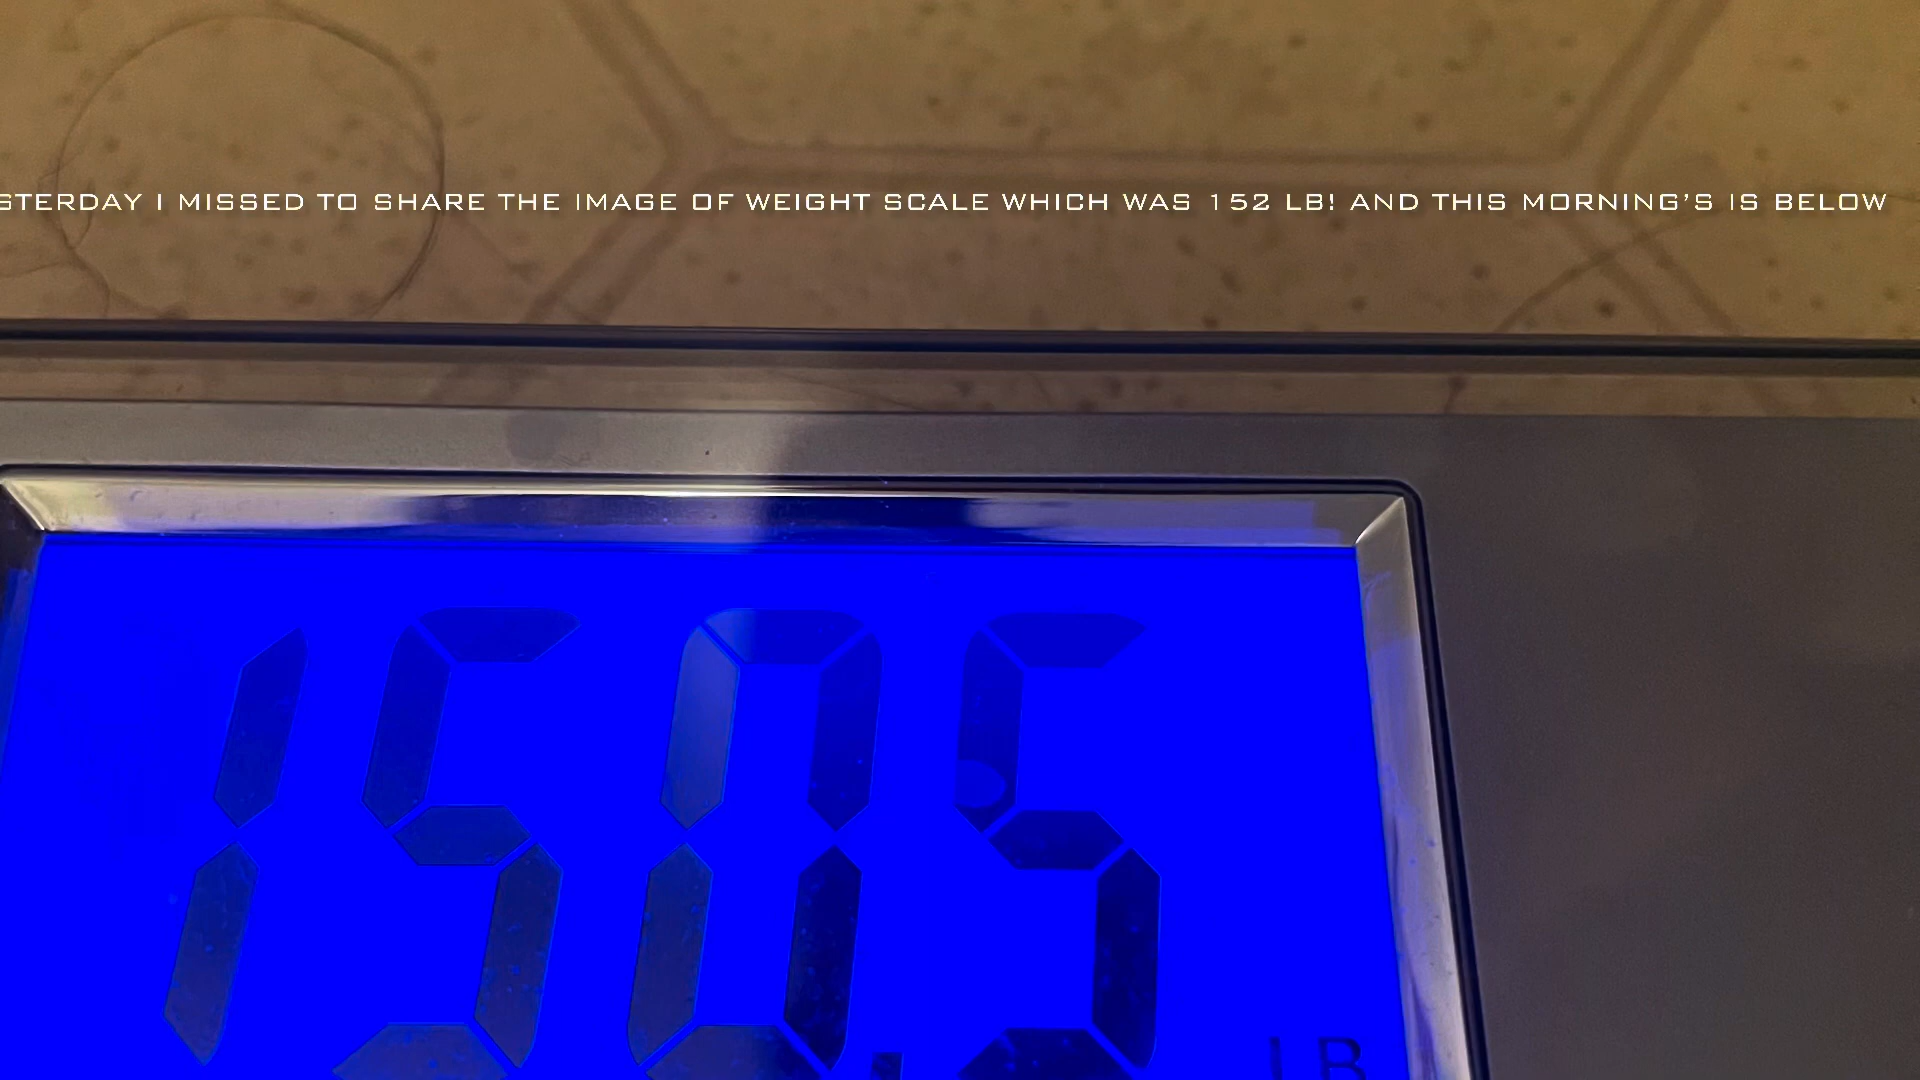 STERDAY I MISSED TO SHARE THE IMAGE OF WEIGHT SCALE WHICH WAS 152 LB! AND THIS MORNING'S IS BELOW
150.5
LB